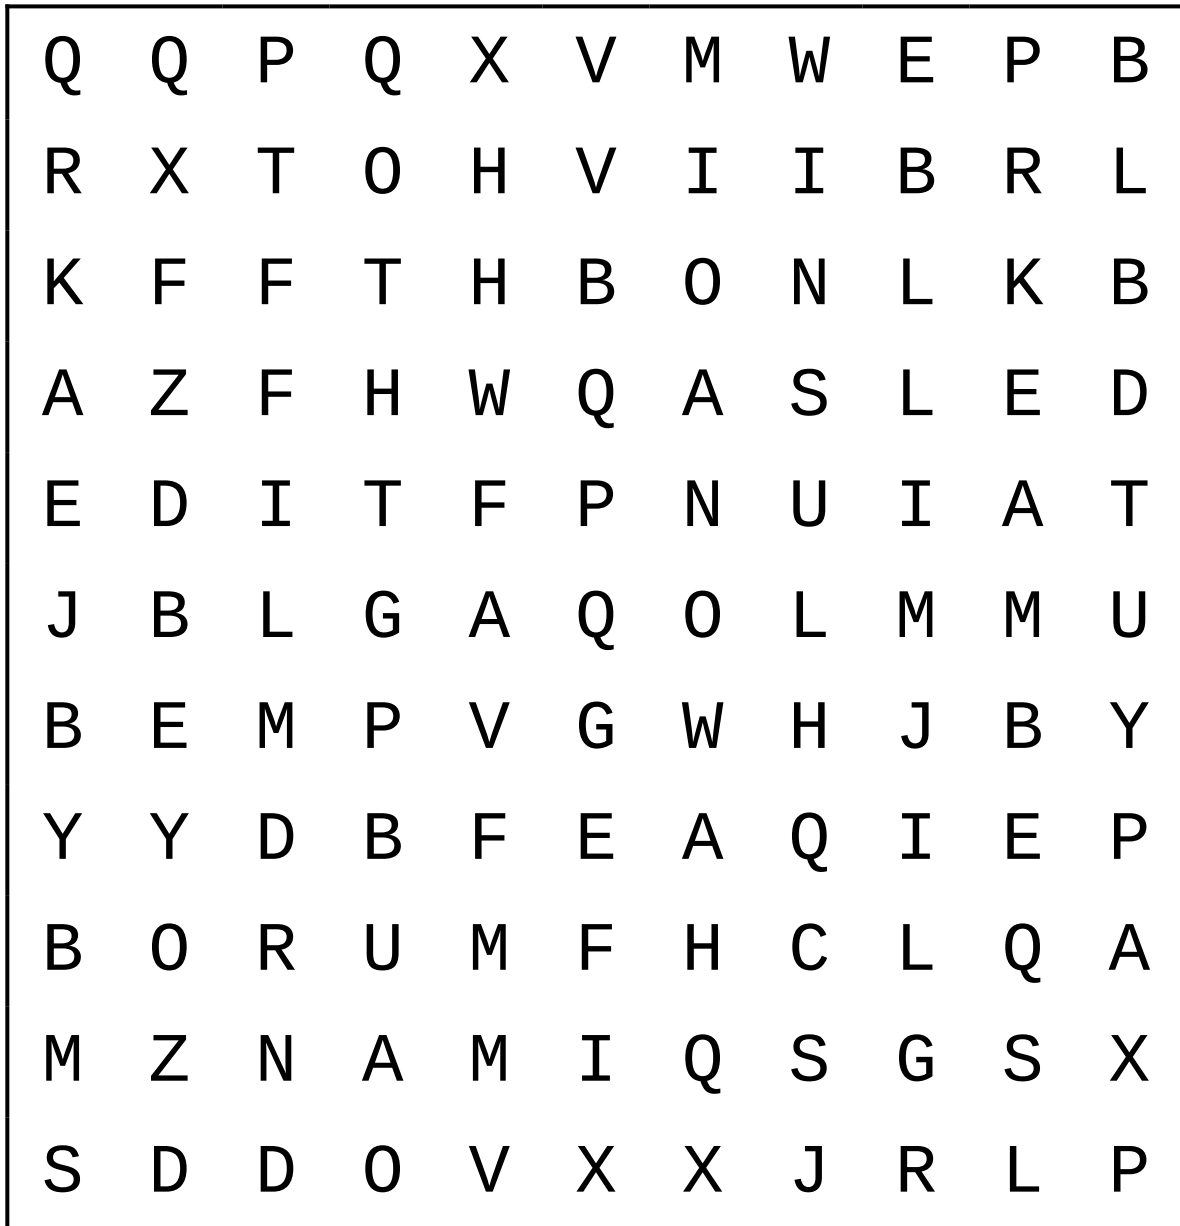 Q Q P Q X V M W E P B
R X T O H V I I B R L
K F F T H B O N L K B
A Z F H W Q A S L E D
E D I T F P N U I A T
J B L G A Q O L M M U
B E M P V G W H J B Y
Y Y D B F E A Q I E P
B O R U M F H C L Q A
M Z N A M I Q S G S X
S D D O V X X J R L P